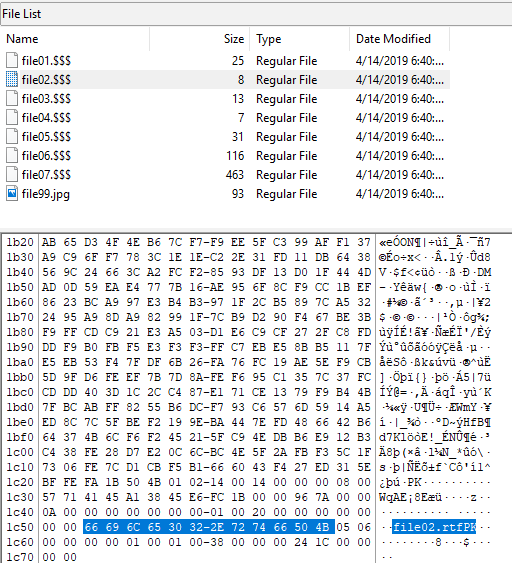 File List
Name Size Type Date Modified
file01.$$$ 25 Regular File 4/14/2019 6:40:...
file02.$$$ 8 Regular File 4/14/2019 6:40:...
file03.$$$ 13 Regular File 4/14/2019 6:40:...
file04.$$$ 7 Regular File 4/14/2019 6:40:...
file05.$$$ 31 Regular File 4/14/2019 6:40:...
file06.$$$ 116 Regular File 4/14/2019 6:40:...
file07.$$$ 463 Regular File 4/14/2019 6:40:...
file99.jpg 93 Regular File 4/14/2019 6:40:...
1b20 AB 65 D3 4F 4E B6 7C F7-F9 EE 5F C3 99 AF F1 37 «eÓON¶|÷ùî_Ã·¯ñ7
1b30 A9 C9 6F F7 78 3C 1E 1E-C2 2E 31 FD 11 DB 64 38 ©Éo÷x<··Â.1ý·Ûd8
1b40 56 9C 24 66 3C A2 FC F2-85 93 DF 13 D0 1F 44 4D V·$f<¢üò··ß·Ð·DM
1b50 AD 0D 59 EA E4 77 7B 16-AE 95 6F 8C F9 CC 1B EF -·Yêäw{·®·o·ùÌ·ï
1b60 86 23 BC A9 97 E3 B4 B3-97 1F 2C B5 89 7C A5 32 ·#¼©·ã´³··,µ·|¥2
1b70 24 95 A9 8D A9 82 99 1F-7C B9 D2 90 F4 67 BE 3B $·©·©···|¹Ò·ôg¾;
1b80 F9 FF CD C9 21 E3 A5 03-D1 E6 C9 CF 27 2F C8 FD ùÿÍÉ!ã¥·ÑæÉÏ'/Èý
1b90 DD F9 B0 FB F5 E3 F3 F3-FF C7 EB E5 8B B5 11 7F Ýù°ûõãóóÿÇëå·µ··
1ba0 E5 EB 53 F4 7F DF 6B 26-FA 76 FC 19 AE 5E F9 CB åëSô·ßk&úvü·®^ùË
1bb0 5D 9F D6 FE EF 7B 7D 8A-FE F6 95 C1 35 7C 37 FC ]·Öþï{}·þö·Á5|7ü
1bc0 CD DD 40 3D 1C 2C C4 87-E1 71 CE 13 79 F9 B4 4B ÍÝ@=·,Ä·áqÎ·yù´K
1bd0 7F BC AB FF 82 55 B6 DC-F7 93 C6 57 6D 59 14 A5 ·¼«ÿ·U¶Ü÷·ÆWmY·¥
1be0 ED 8C 7C 5F BE F2 19 9E-BA 44 7E FD 48 66 42 B6 í·|_¾ò··ºD~ýHfB¶
1bf0 64 37 4B 6C F6 F2 45 21-5F C9 4E DB B6 E9 12 B3 d7KlöòE!_ÉNÛ¶é·³
1c00 C4 38 FE 28 D7 E2 0C 6C-BC 4E 5F 2A FB F3 5C 1F Ä8þ(×â·l¼N_*ûó\·
1c10 73 06 FE 7C D1 CB F5 B1-66 60 43 F4 27 ED 31 5E s·þ|ÑËõ±f`Cô'í1^
1c20 BF FE FA 1B 50 4B 01 02-14 00 14 00 00 00 08 00 ¿þú·PK··········
1c30 57 71 41 45 A1 38 45 E6-FC 1B 00 00 96 7A 00 00 WqAE¡8Eæü····z··
1c40 0A 00 00 00 00 00 00 00-01 00 20 00 00 00 00 00 ·········· ·····
1c50 00 00 66 69 6C 65 30 32-2E 72 74 66 50 4B 05 06 ··file02.rtfPK··
1c60 00 00 00 00 01 00 01 00-38 00 00 00 24 1C 00 00 ········8···$···
1c70 00 00 ··